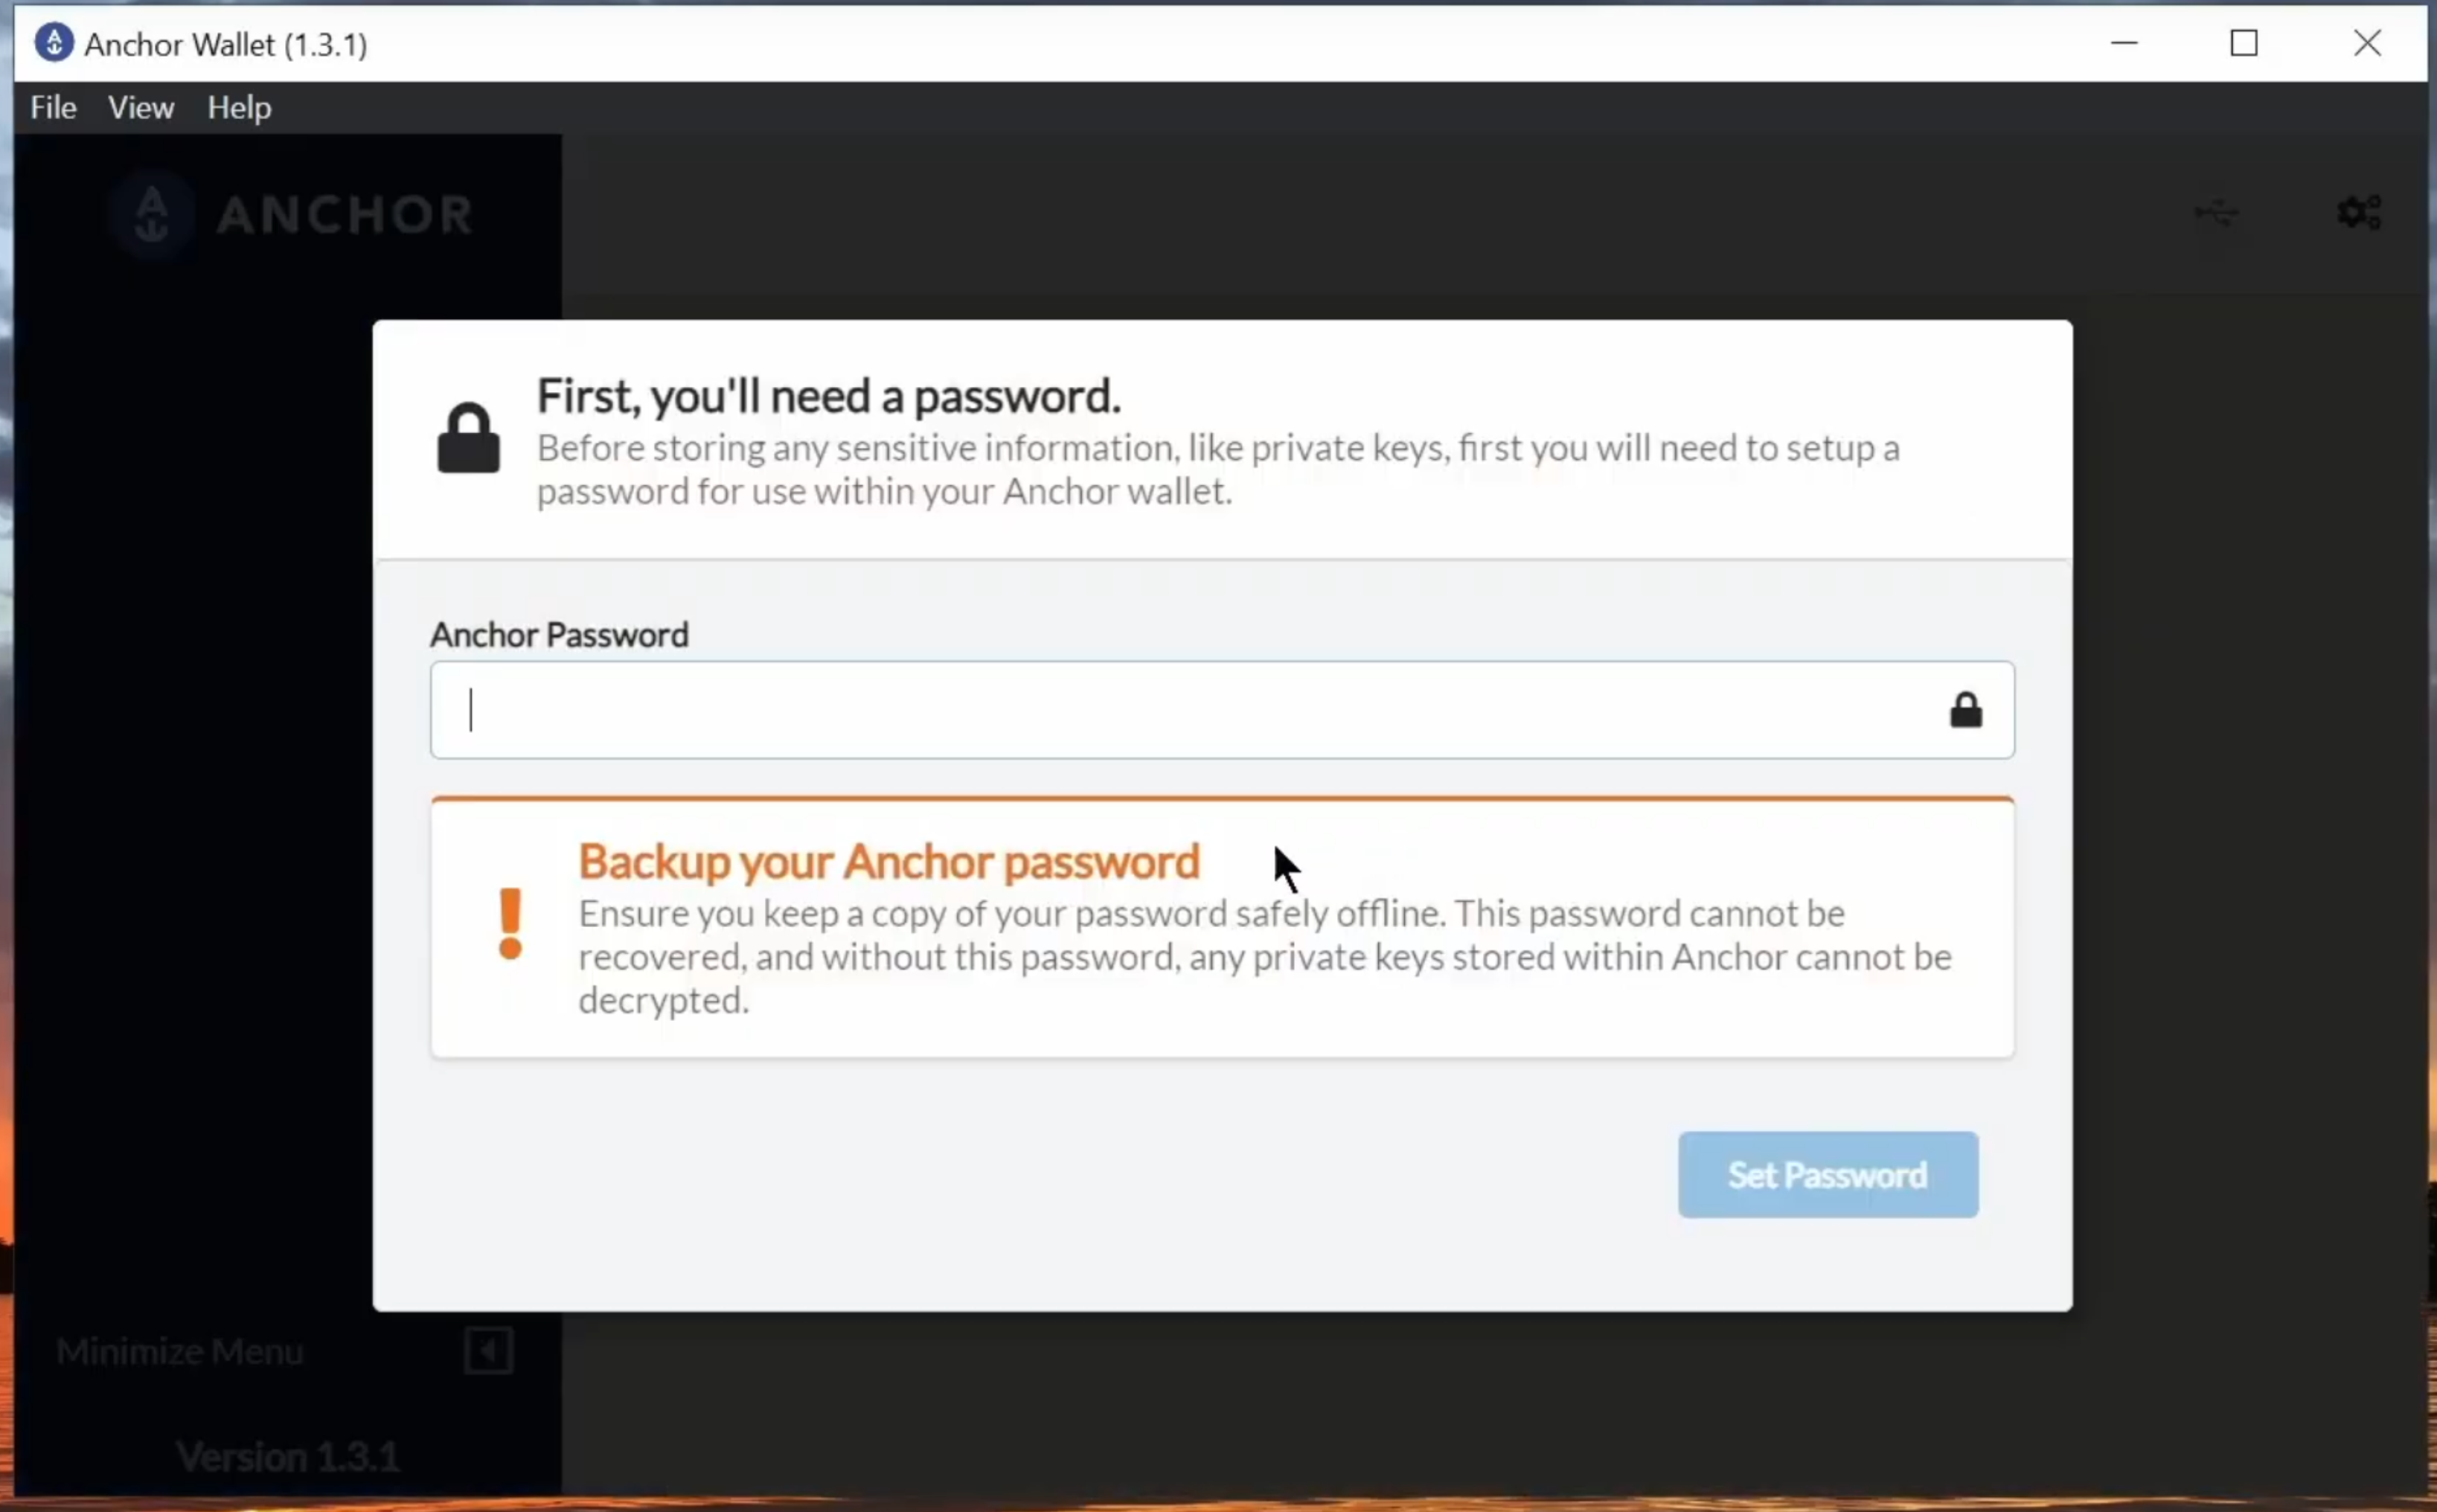 Anchor Wallet (1.3.1)
File View Help
ANCHOR
First, you'll need a password.
Before storing any sensitive information, like private keys, first you will need to setup a
password for use within your Anchor wallet.
Anchor Password
Backup your Anchor password
Ensure you keep a copy of your password safely offline. This password cannot be
recovered, and without this password, any private keys stored within Anchor cannot be
decrypted.
Set Password
Minimize Menu
Version 1.3.1